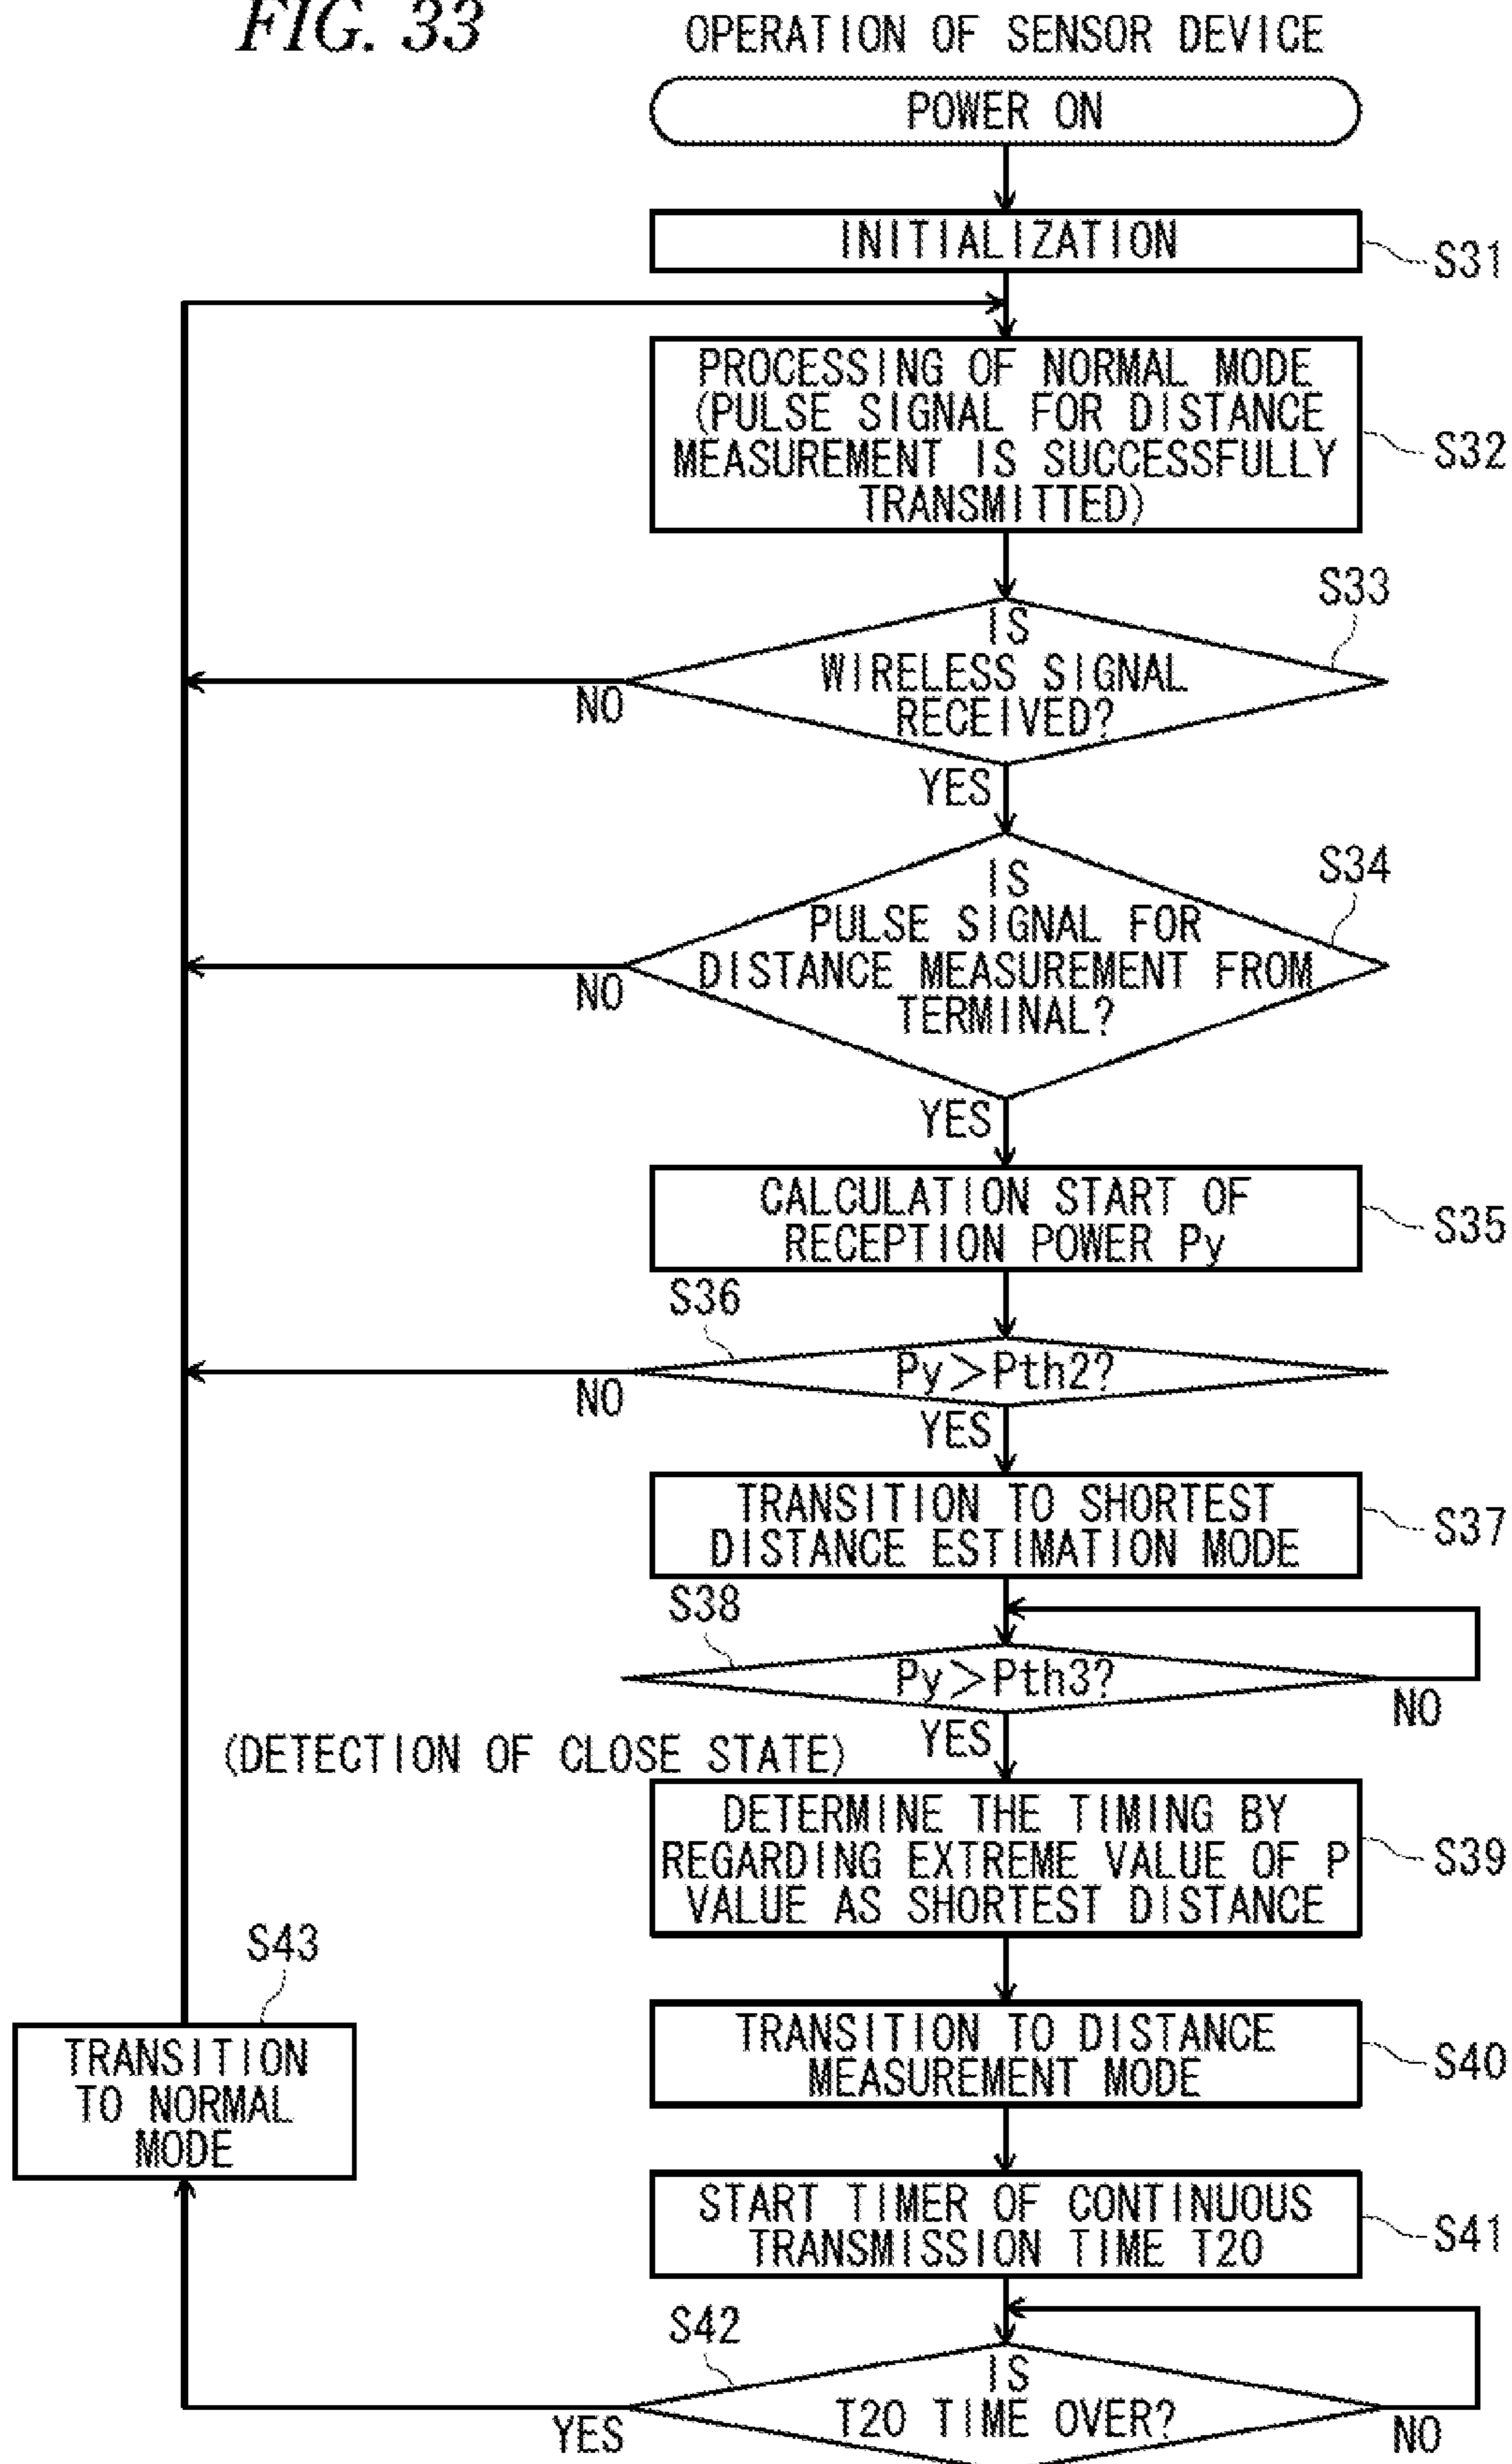 FIG. 33
OPERATION OF SENSOR DEVICE
POWER ON
INITIALIZATION
S31
PROCESSING OF NORMAL MODE
(PULSE SIGNAL FOR DISTANCE
MEASUREMENT IS SUCCESSFULLY
TRANSMITTED)
S32
S33
IS
WIRELESS SIGNAL
RECEIVED?
NO
YES
S34
IS
PULSE SIGNAL FOR
DISTANCE MEASUREMENT FROM
TERMINAL?
NO
YES
CALCULATION START OF
RECEPTION POWER Py
S35
S36
Py>Pth2?
NO
YES
TRANSITION TO SHORTEST
DISTANCE ESTIMATION MODE
S37
S38
Py>Pth3?
NO
YES
(DETECTION OF CLOSE STATE)
DETERMINE THE TIMING BY
REGARDING EXTREME VALUE OF P
VALUE AS SHORTEST DISTANCE
S39
S43
TRANSITION
TO NORMAL
MODE
TRANSITION TO DISTANCE
MEASUREMENT MODE
S40
START TIMER OF CONTINUOUS
TRANSMISSION TIME T20
S41
S42
IS
T20 TIME OVER?
YES
NO